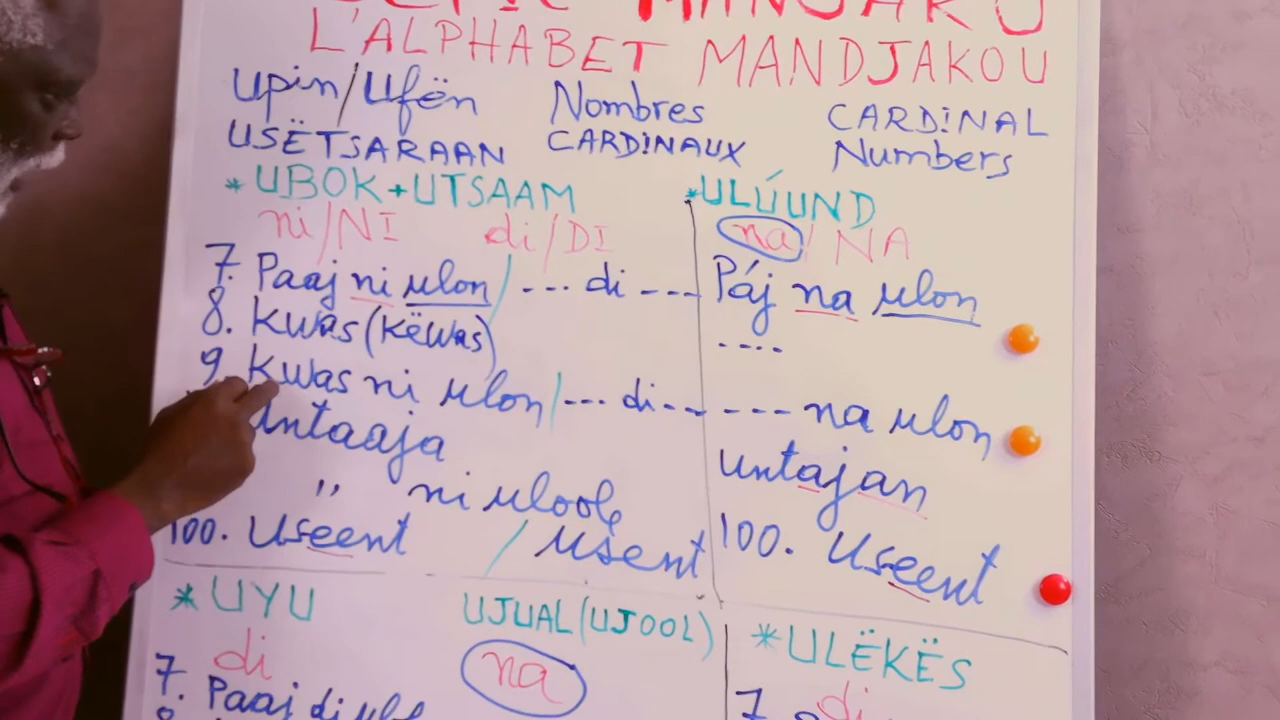 L'ALPHABET MANDJAKOU
Upin/Ufën Nombres CARDINAL
USËTSARAAN CARDINAUX Numbers
*UBOK+UTSAAM
ni/NI di/DI
7. Paaj ni ulon/ --- di ---
8. Kwas (Këwas)
9. Kwas ni ulon/ --- di --
untaaja
" ni uloole
100. Useent / Usent
*ULÚUND
na / NA
Páj na ulon
----
---- na ulon
untajan
100. Useent
*UYU UJUAL (UJOOL)
di na
7. Paaj di
*ULËKËS
di
7.